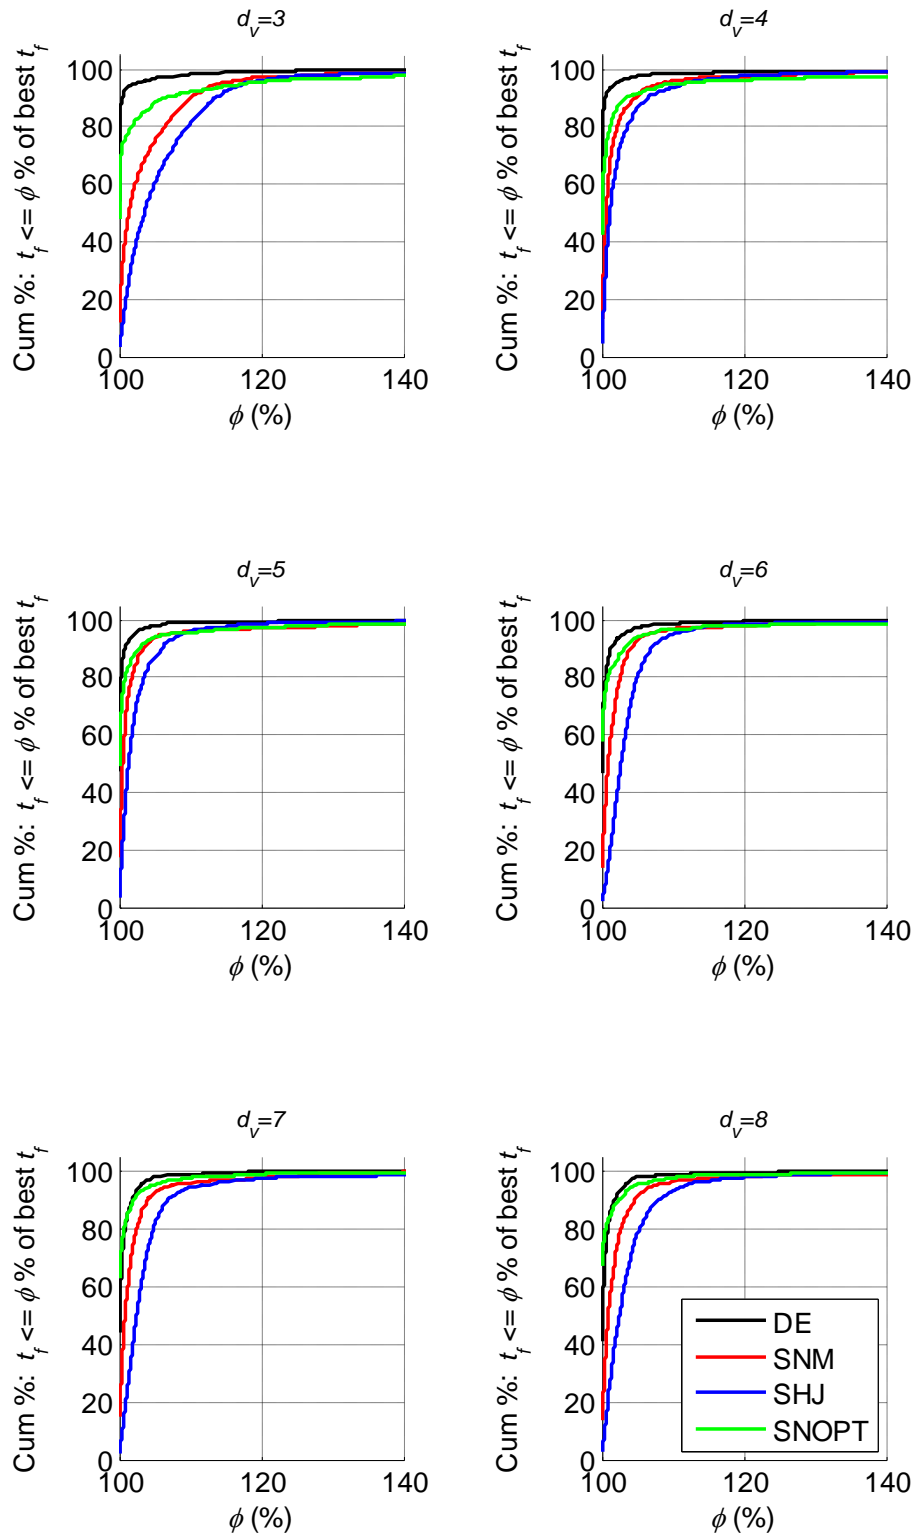 d_v=3
Cum %: t_f <= ϕ % of best t_f
100
80
60
40
20
0
100 120 140
ϕ (%)
d_v=4
Cum %: t_f <= ϕ % of best t_f
100
80
60
40
20
0
100 120 140
ϕ (%)
d_v=5
Cum %: t_f <= ϕ % of best t_f
100
80
60
40
20
0
100 120 140
ϕ (%)
d_v=6
Cum %: t_f <= ϕ % of best t_f
100
80
60
40
20
0
100 120 140
ϕ (%)
d_v=7
Cum %: t_f <= ϕ % of best t_f
100
80
60
40
20
0
100 120 140
ϕ (%)
d_v=8
Cum %: t_f <= ϕ % of best t_f
100
80
60
40
20
0
100 120 140
ϕ (%)
DE
SNM
SHJ
SNOPT